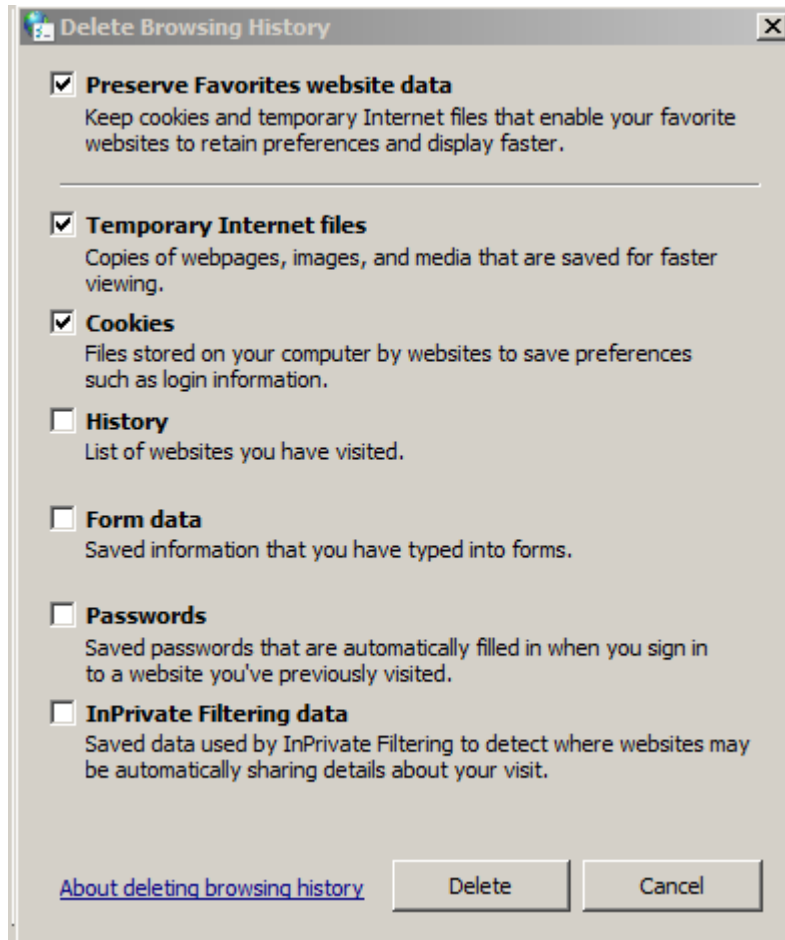 Delete Browsing History
Preserve Favorites website data
Keep cookies and temporary Internet files that enable your favorite
websites to retain preferences and display faster.
Temporary Internet files
Copies of webpages, images, and media that are saved for faster
viewing.
Cookies
Files stored on your computer by websites to save preferences
such as login information.
History
List of websites you have visited.
Form data
Saved information that you have typed into forms.
Passwords
Saved passwords that are automatically filled in when you sign in
to a website you've previously visited.
InPrivate Filtering data
Saved data used by InPrivate Filtering to detect where websites may
be automatically sharing details about your visit.
About deleting browsing history Delete Cancel